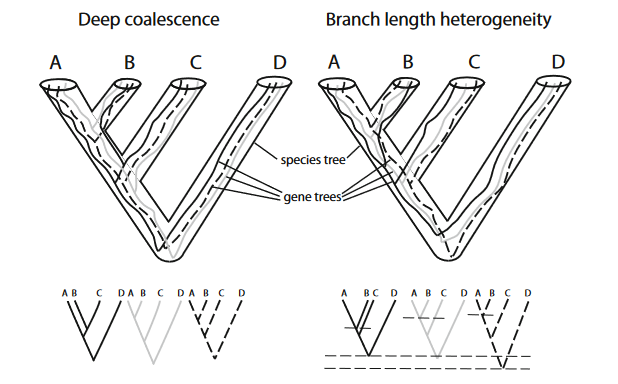 Deep coalescence Branch length heterogeneity
A B C D A B C D
species tree
gene trees
A B C D A B C D A B C D A B C D A B C D A B C D